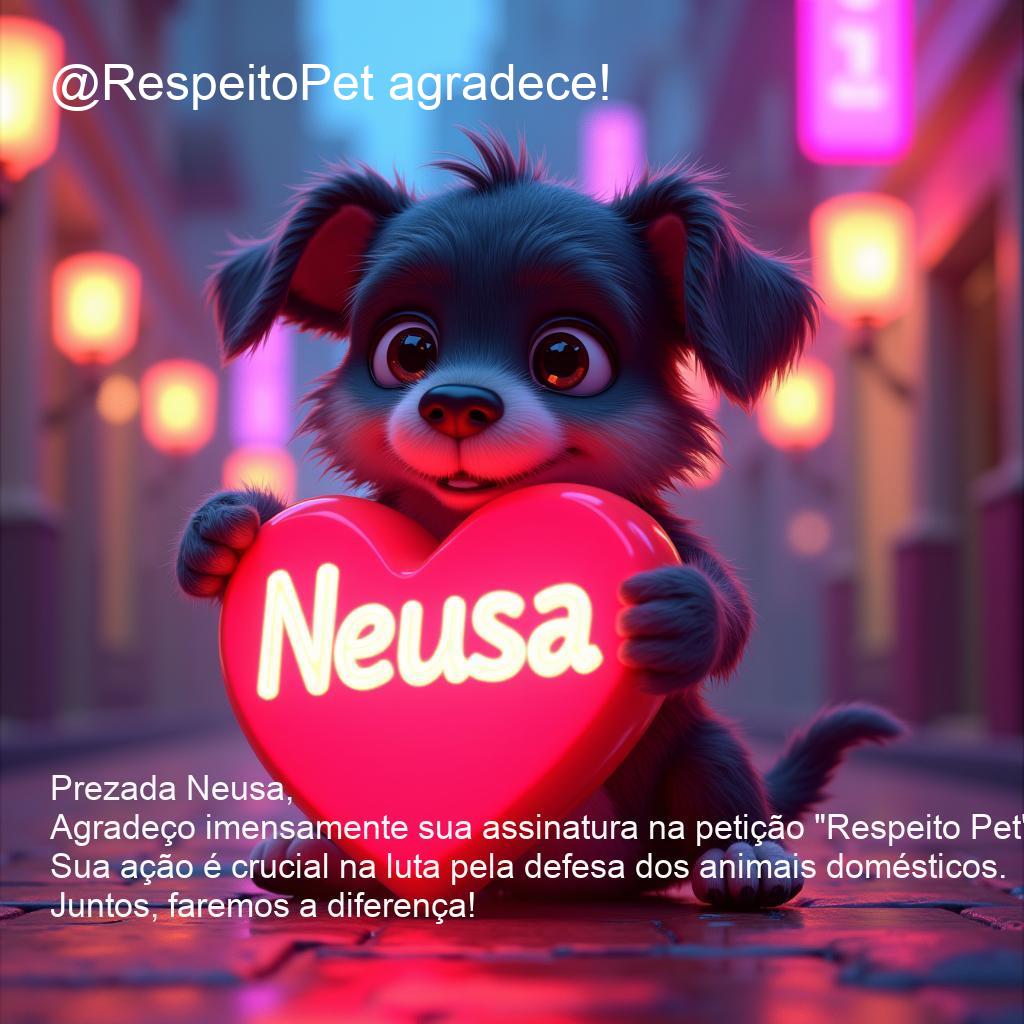 @RespeitoPet agradece!
Neusa
Prezada Neusa,
Agradeço imensamente sua assinatura na petição "Respeito Pet"
Sua ação é crucial na luta pela defesa dos animais domésticos.
Juntos, faremos a diferença!